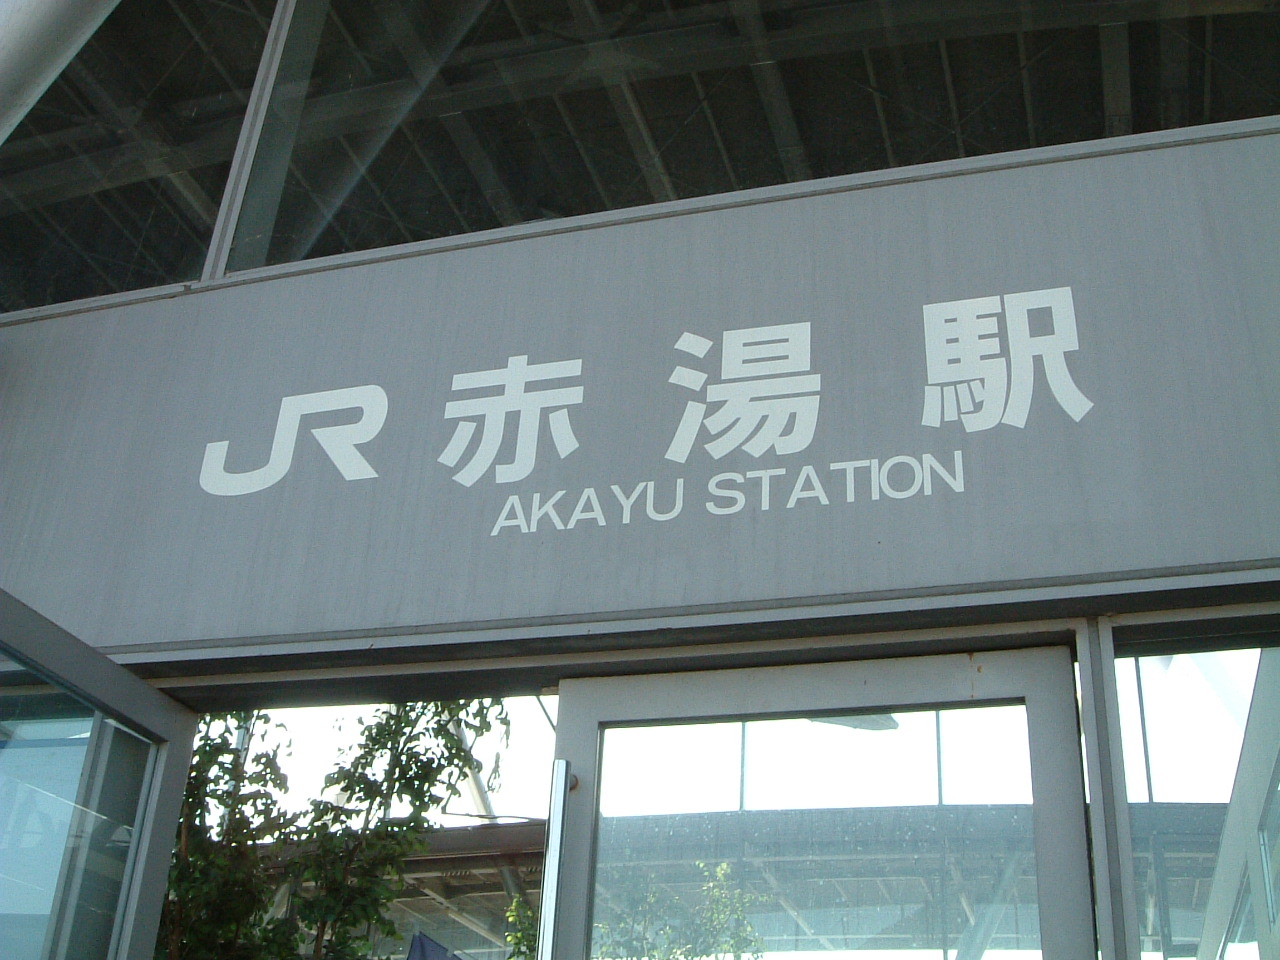 JR 赤湯駅
AKAYU STATION